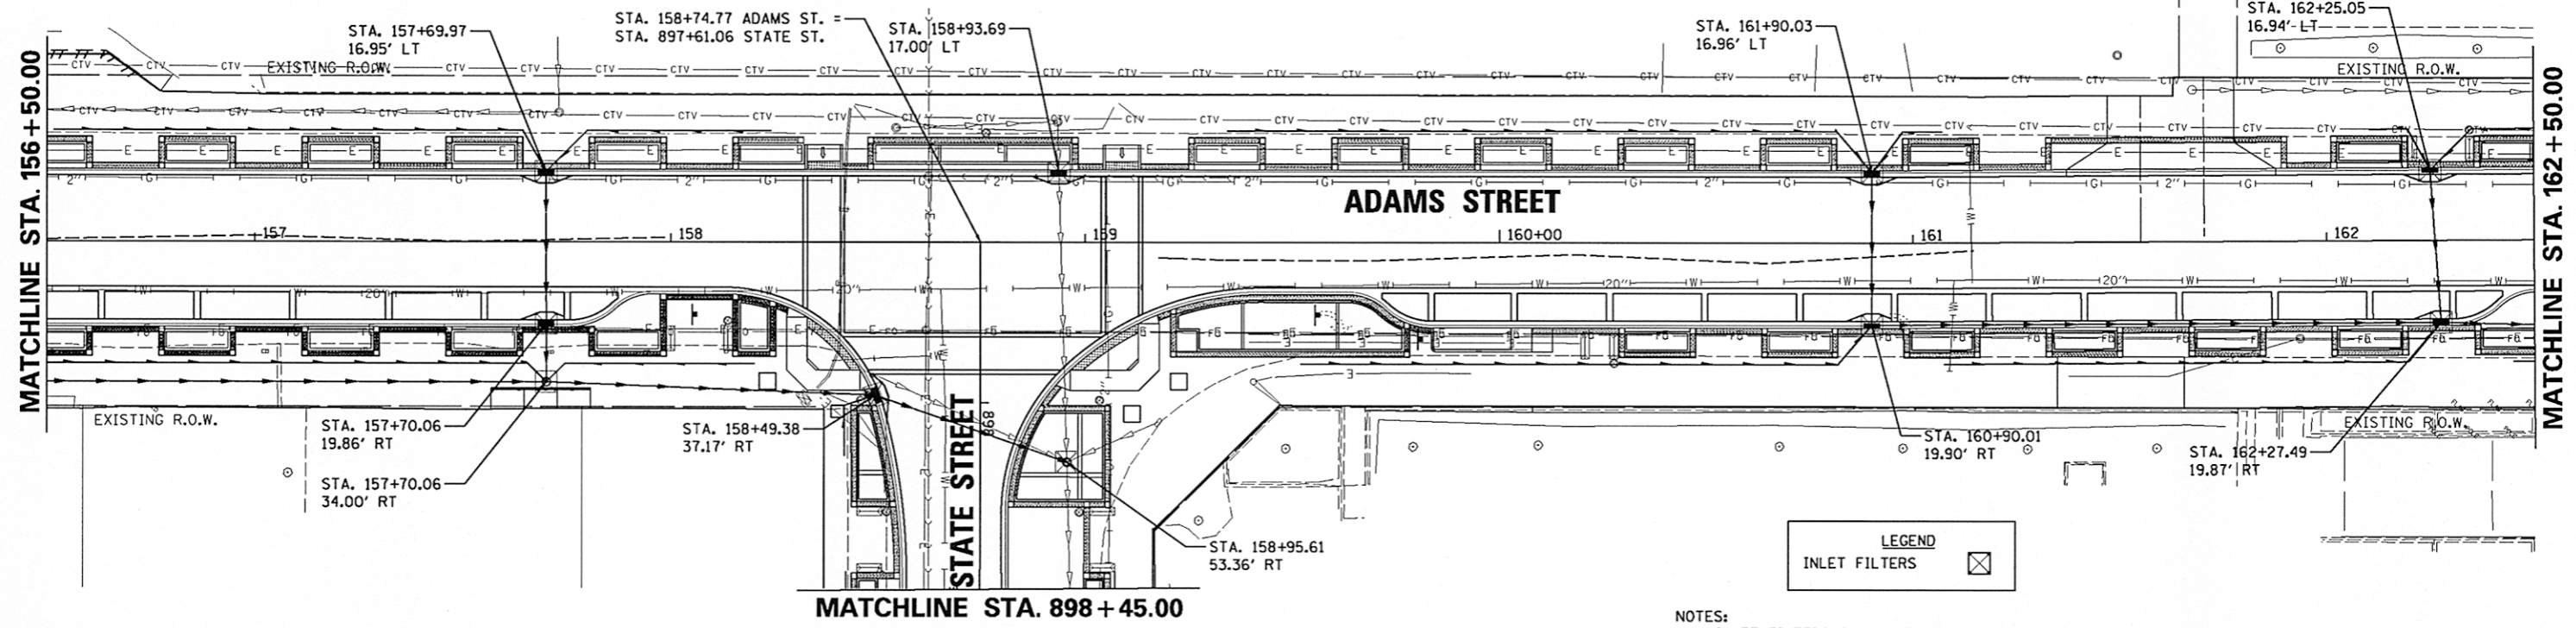 STA. 157+69.97
16.95' LT
STA. 158+74.77 ADAMS ST. =
STA. 897+61.06 STATE ST.
STA. 158+93.69
17.00' LT
STA. 161+90.03
16.96' LT
STA. 162+25.05
16.94' LT
EXISTING R.O.W.
EXISTING R.O.W.
MATCHLINE STA. 156+50.00
MATCHLINE STA. 162+50.00
ADAMS STREET
157
158
159
160+00
161
162
EXISTING R.O.W.
STA. 157+70.06
19.86' RT
STA. 157+70.06
34.00' RT
STA. 158+49.38
37.17' RT
STATE STREET
898
STA. 158+95.61
53.36' RT
STA. 160+90.01
19.90' RT
STA. 162+27.49
19.87' RT
EXISTING R.O.W.
LEGEND
INLET FILTERS
MATCHLINE STA. 898+45.00
NOTES: